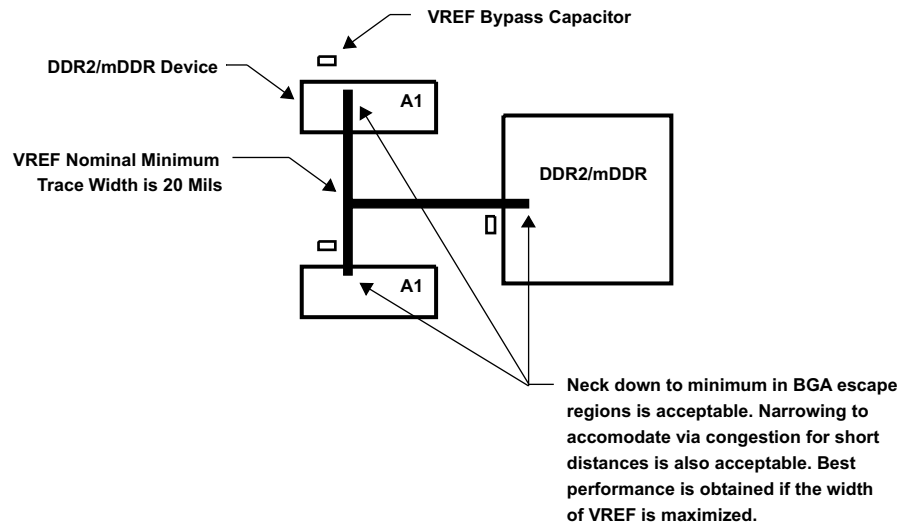 VREF Bypass Capacitor
DDR2/mDDR Device
A1
VREF Nominal Minimum
Trace Width is 20 Mils
DDR2/mDDR
A1
Neck down to minimum in BGA escape
regions is acceptable. Narrowing to
accomodate via congestion for short
distances is also acceptable. Best
performance is obtained if the width
of VREF is maximized.